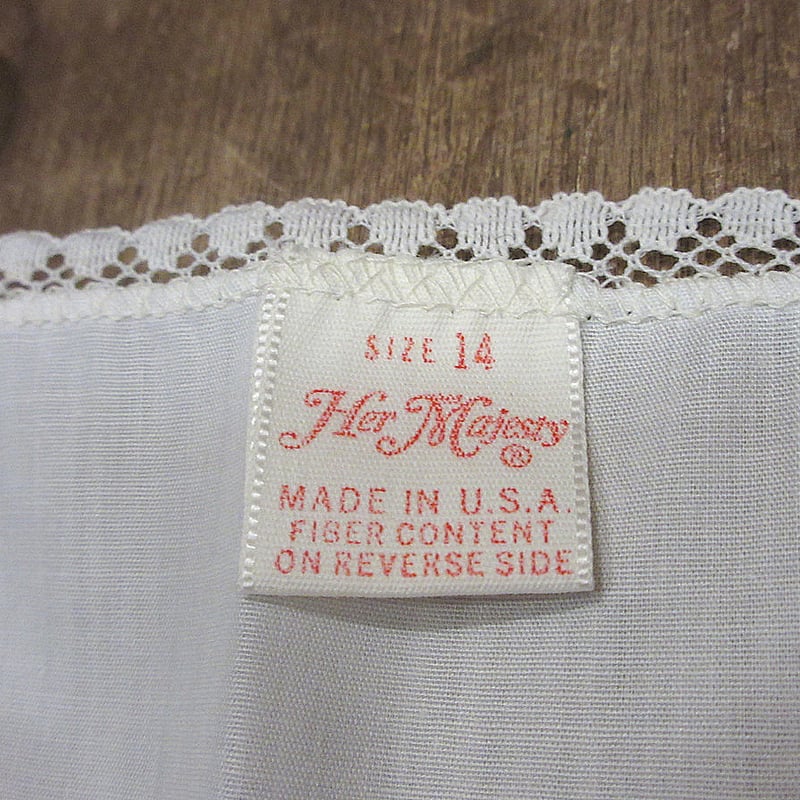 SIZE 14
Her Majesty
®
MADE IN U.S.A.
FIBER CONTENT
ON REVERSE SIDE